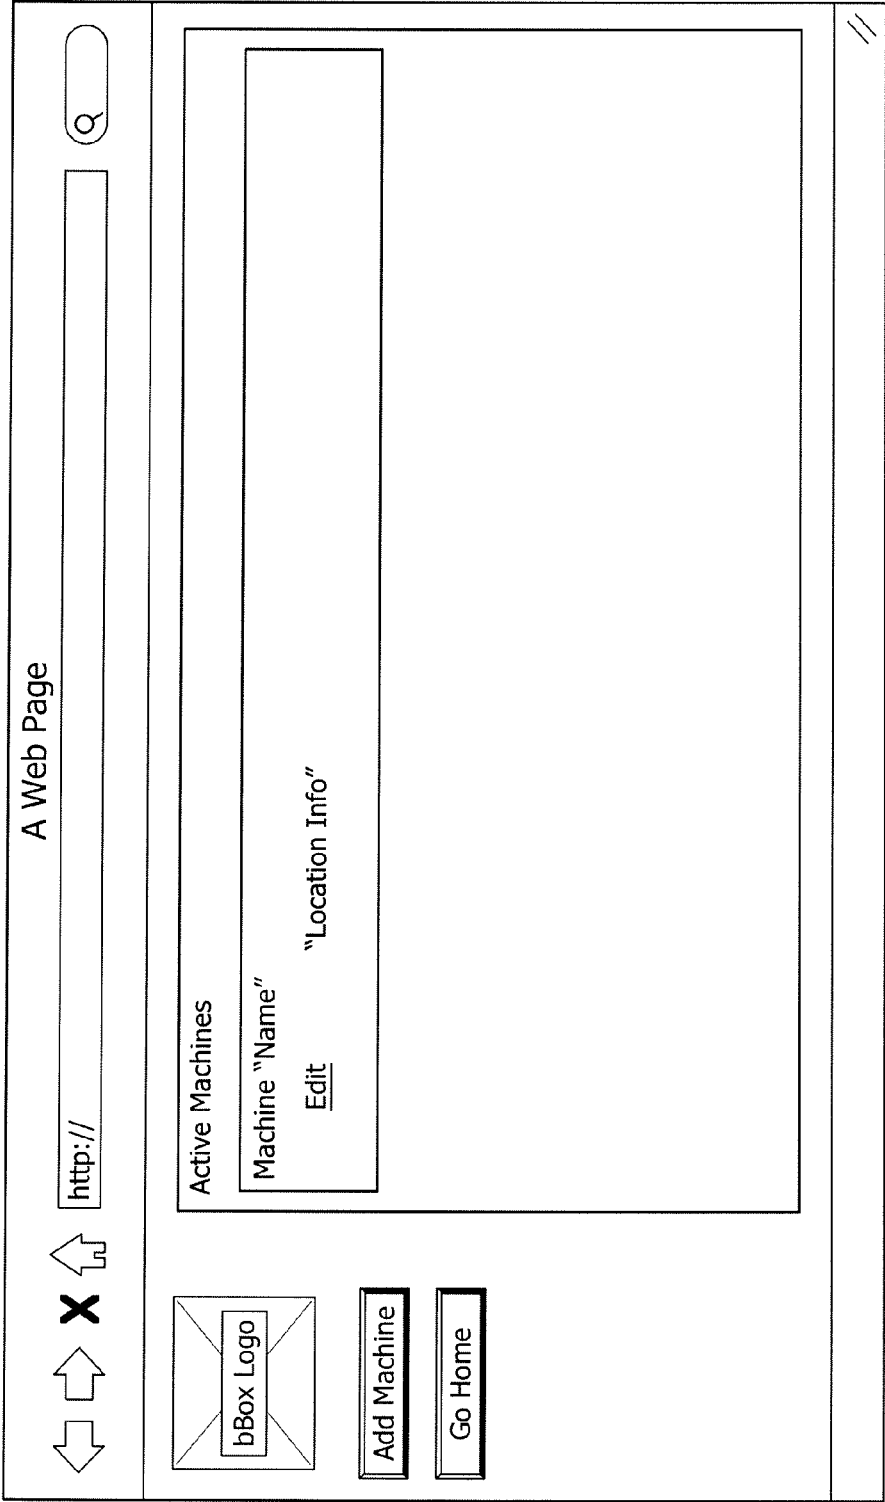 A Web Page
http://
bBox Logo
Add Machine
Go Home
Active Machines
Machine “Name”
Edit “Location Info”